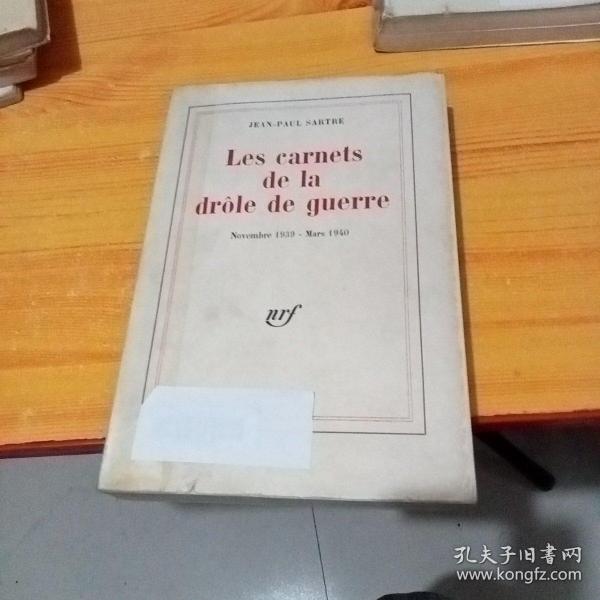 JEAN-PAUL SARTRE
Les carnets
de la
drôle de guerre
Novembre 1939 - Mars 1940
nrf
孔夫子旧书网
www.kongfz.com